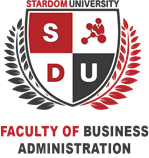 STARDOM UNIVERSITY
S
D U
FACULTY OF BUSINESS
ADMINISTRATION